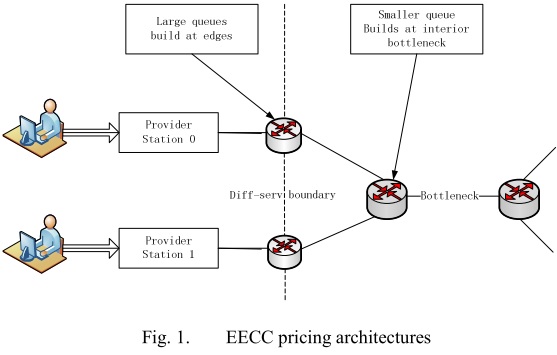 Large queues
build at edges
Smaller queue
Builds at interior
bottleneck
Provider
Station 0
Diff-serv boundary
Bottleneck
Provider
Station 1
Fig. 1. EECC pricing architectures